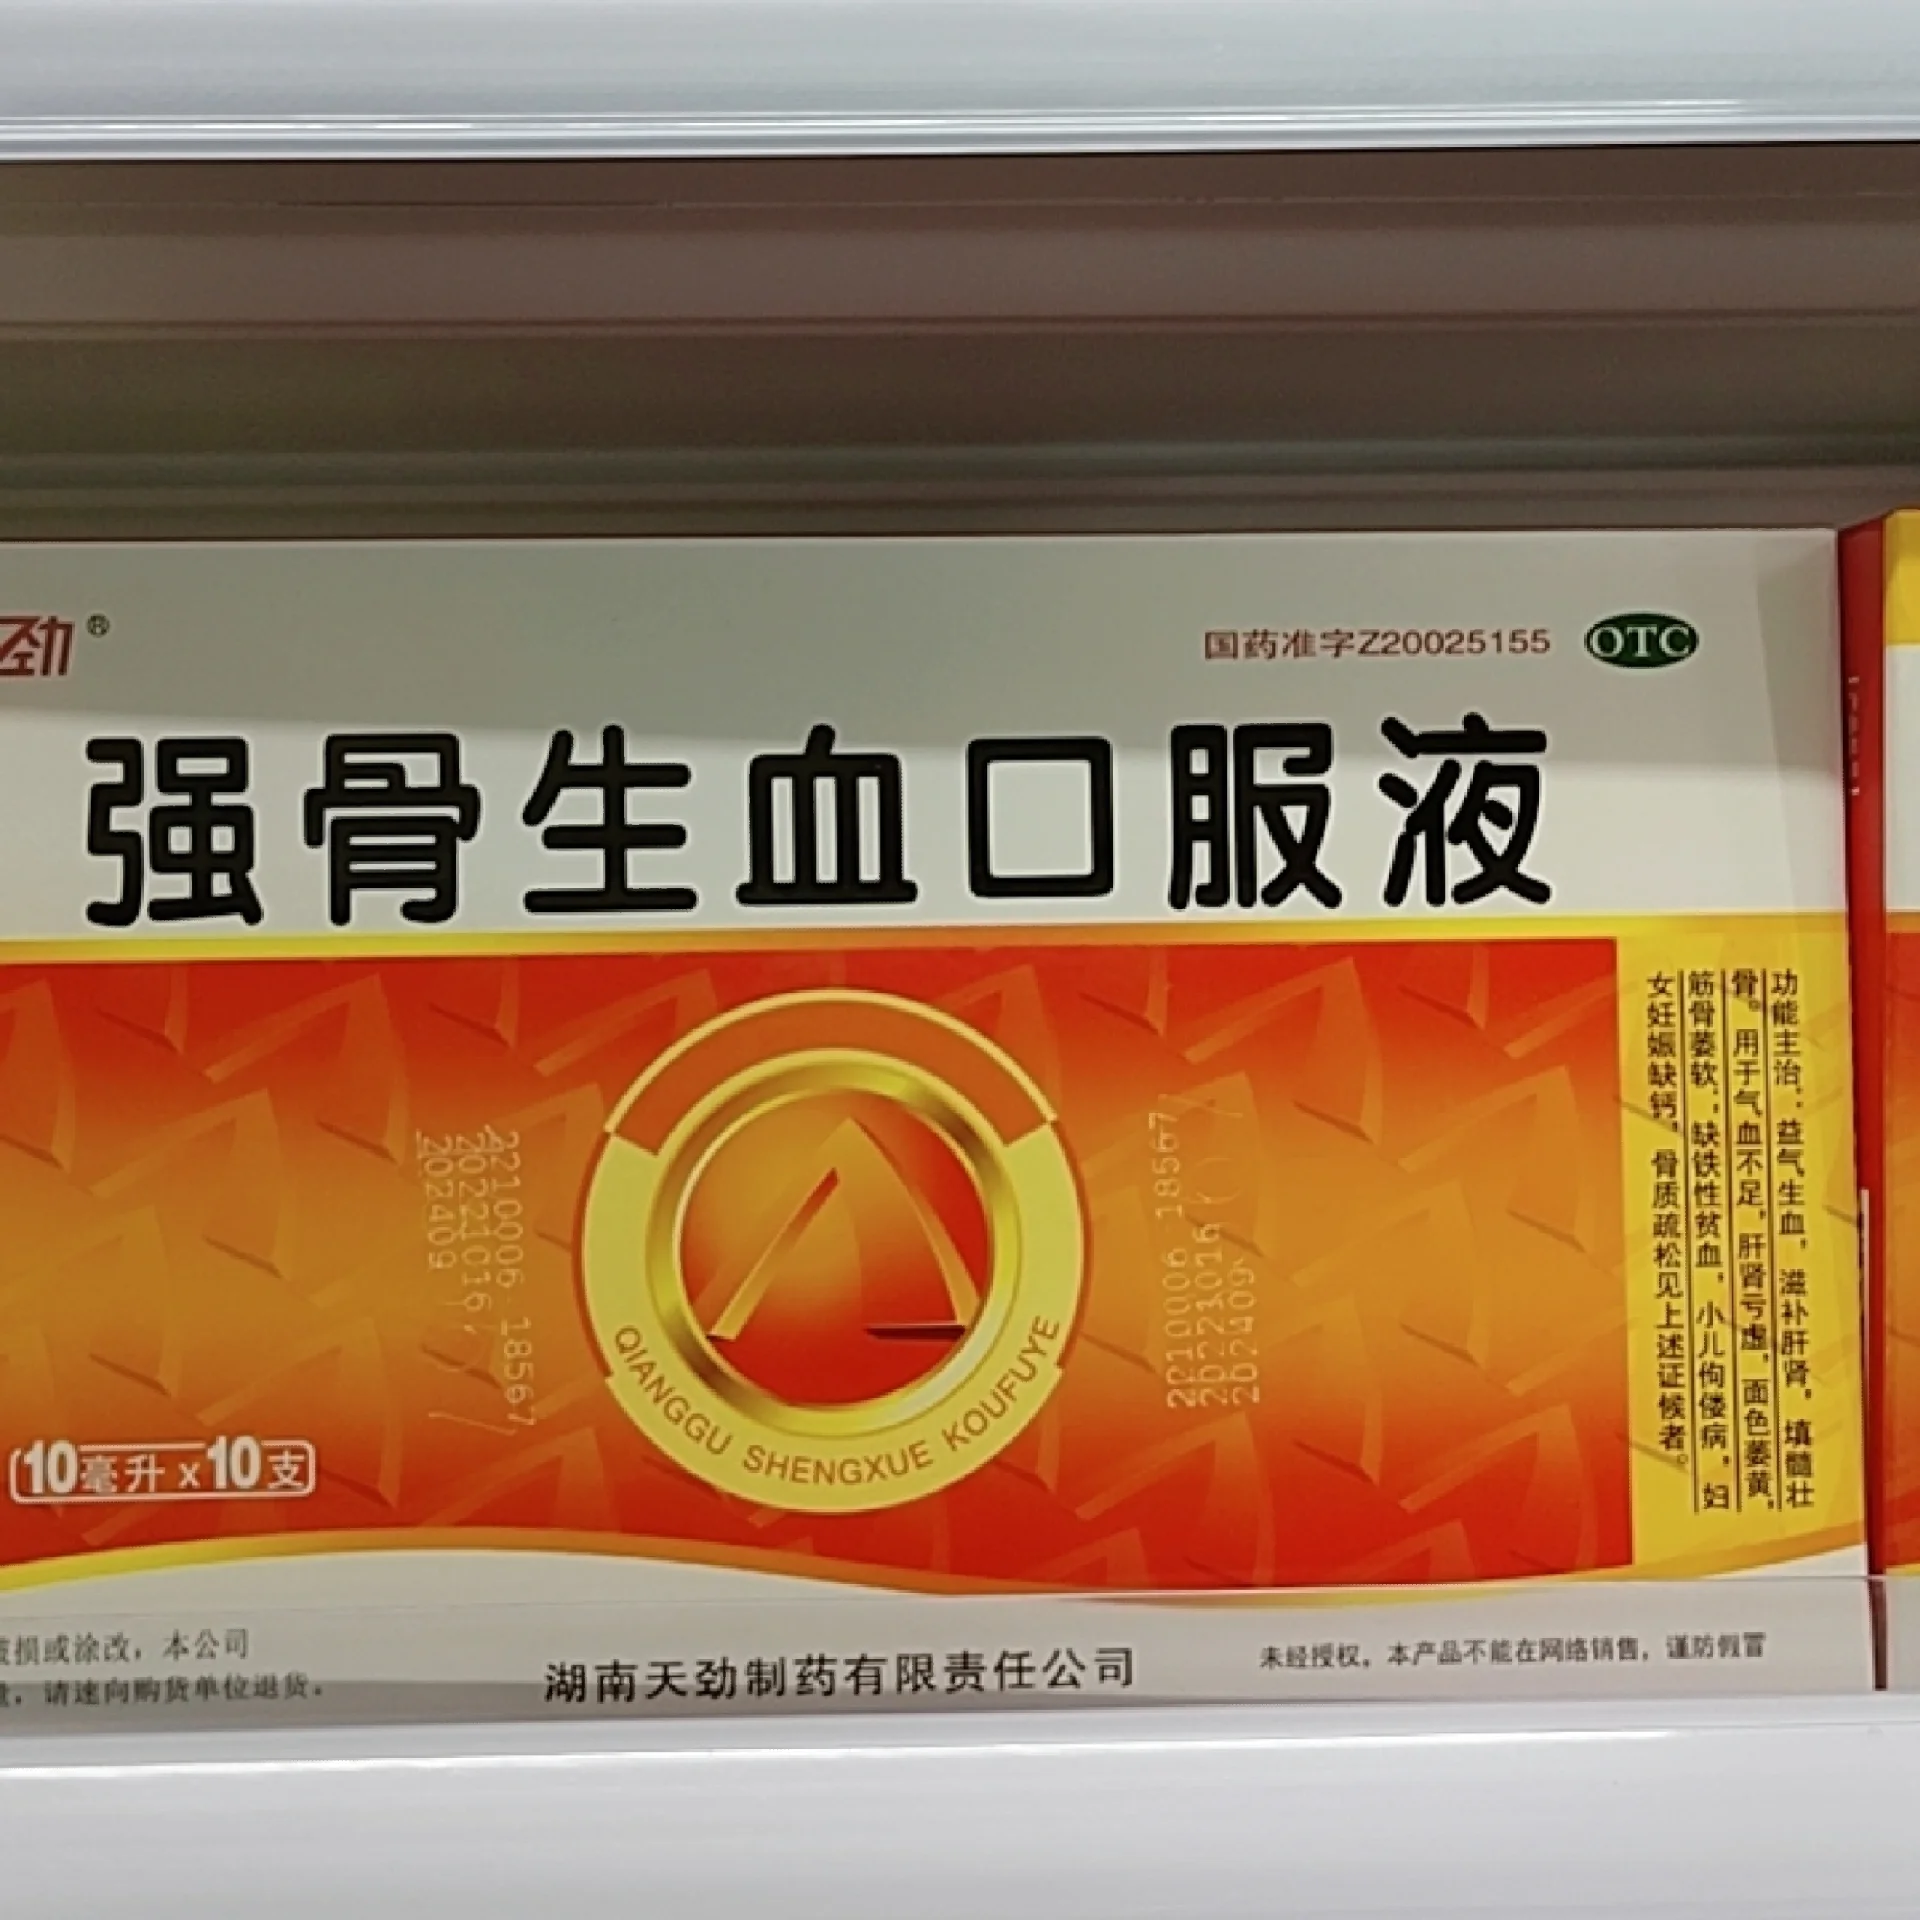 劲®
国药准字Z20025155 OTC
强骨生血口服液
功能主治：益气生血，滋补肝肾，填髓壮
骨。用于气血不足，肝肾亏虚，面色萎黄，
筋骨萎软；缺铁性贫血，小儿佝偻病，妇
女妊娠缺钙，骨质疏松见上述证候者。
2210006 18567
20221016
202409
2210006 18567
20221016
202409
QIANGGU SHENGXUE KOUFUYE
10毫升x10支
损或涂改，本公司
请速向购货单位退货。
湖南天劲制药有限责任公司
未经授权，本产品不能在网络销售，谨防假冒